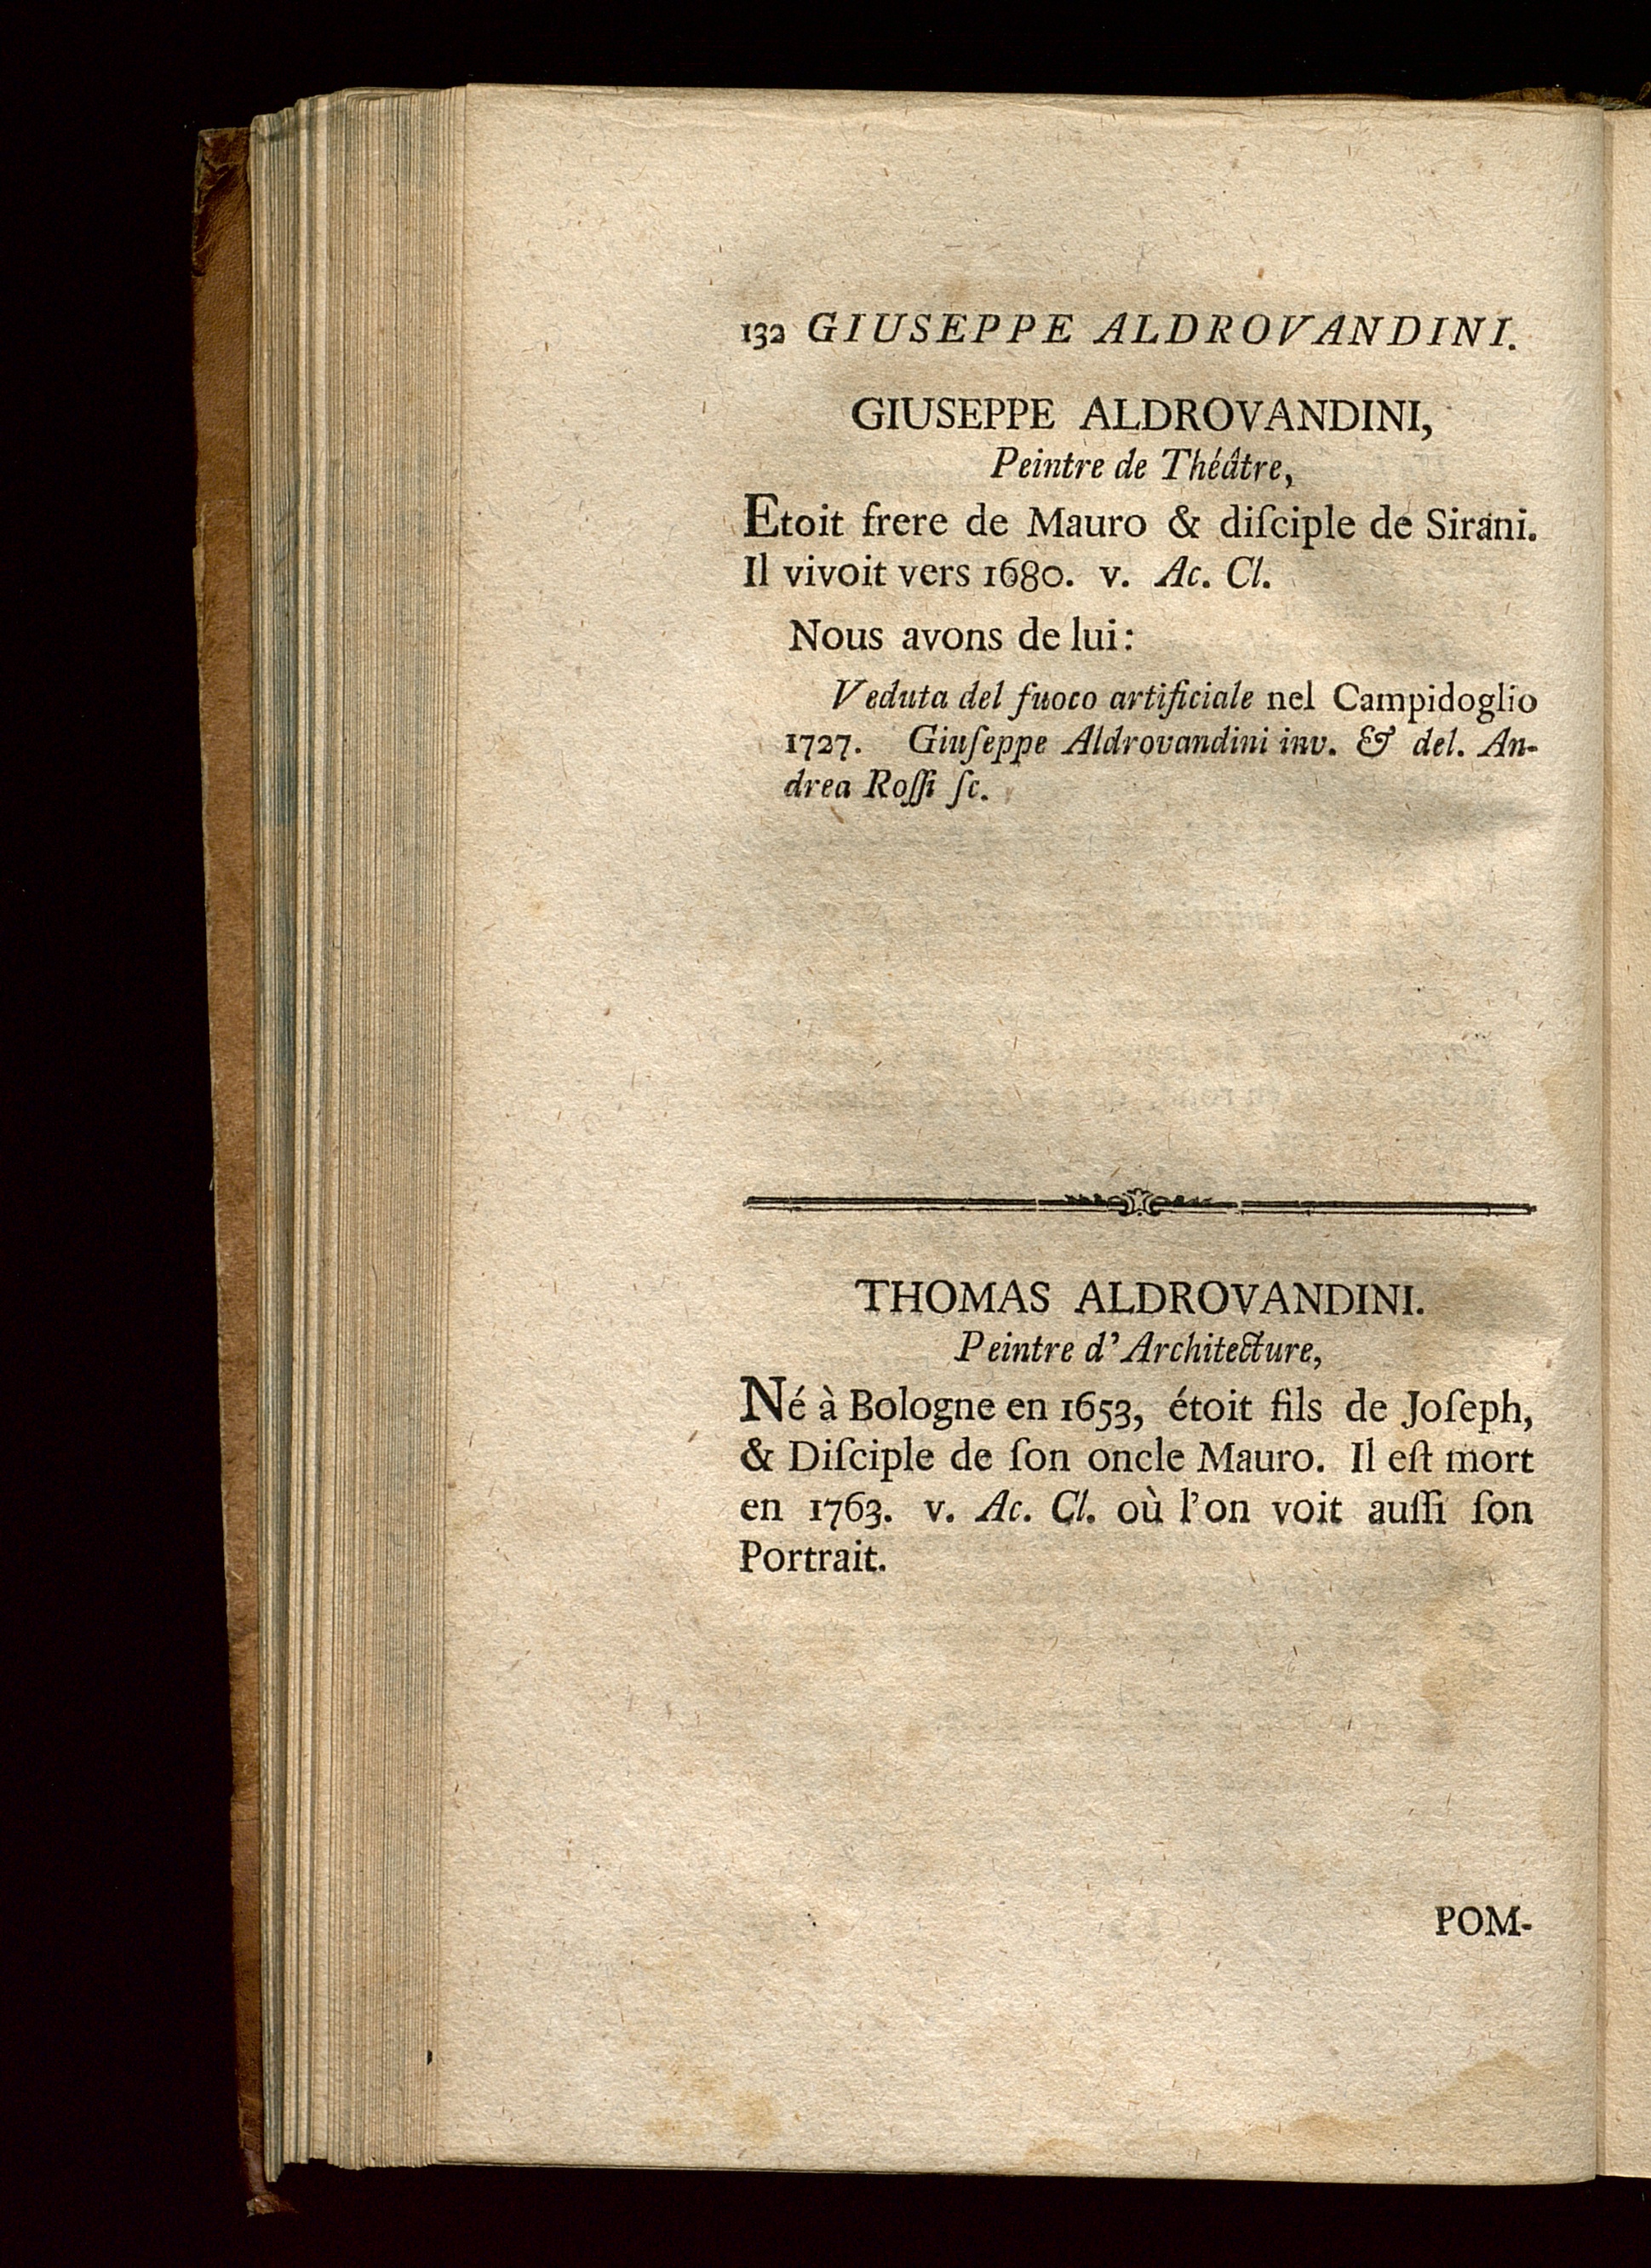 132 GIUSEPPE ALDROVANDINI.
GIUSEPPE ALDROVANDINI,
Peintre de Théâtre,
Etoit frere de Mauro & diſciple de Sirani.
Il vivoit vers 1680. v. Ac. Cl.
Nous avons de lui:
Veduta del fuoco artificiale nel Campidoglio
1727. Giuſeppe Aldrovandini inv. & del. An-
drea Roſſi ſc.
THOMAS ALDROVANDINI.
Peintre d'Architecture,
Né à Bologne en 1653, étoit fils de Joſeph,
& Diſciple de ſon oncle Mauro. Il eſt mort
en 1763. v. Ac. Cl. où l'on voit auſſi ſon
Portrait.
POM-